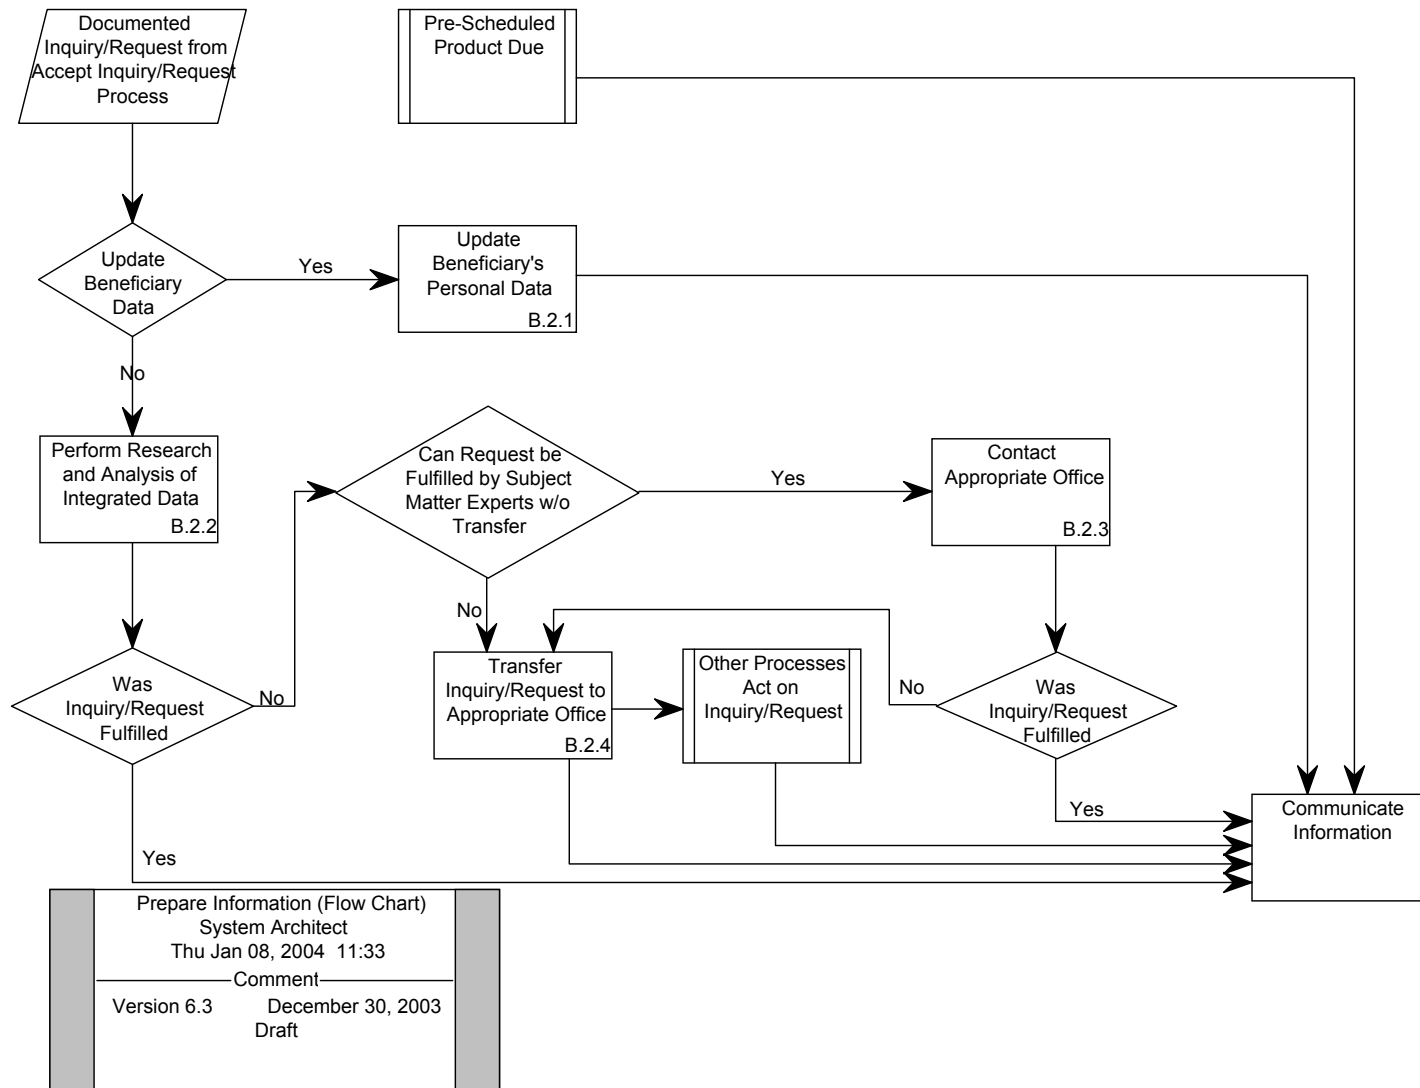 Documented
Inquiry/Request from
Accept Inquiry/Request
Process
Pre-Scheduled
Product Due
Update
Beneficiary
Data
Yes
Update
Beneficiary's
Personal Data
B.2.1
No
Perform Research
and Analysis of
Integrated Data
B.2.2
Can Request be
Fulfilled by Subject
Matter Experts w/o
Transfer
Yes
Contact
Appropriate Office
B.2.3
No
Was
Inquiry/Request
Fulfilled
No
Transfer
Inquiry/Request to
Appropriate Office
B.2.4
Other Processes
Act on
Inquiry/Request
No
Was
Inquiry/Request
Fulfilled
Yes
Communicate
Information
Yes
Prepare Information (Flow Chart)
System Architect
Thu Jan 08, 2004 11:33
Comment
Version 6.3 December 30, 2003
Draft